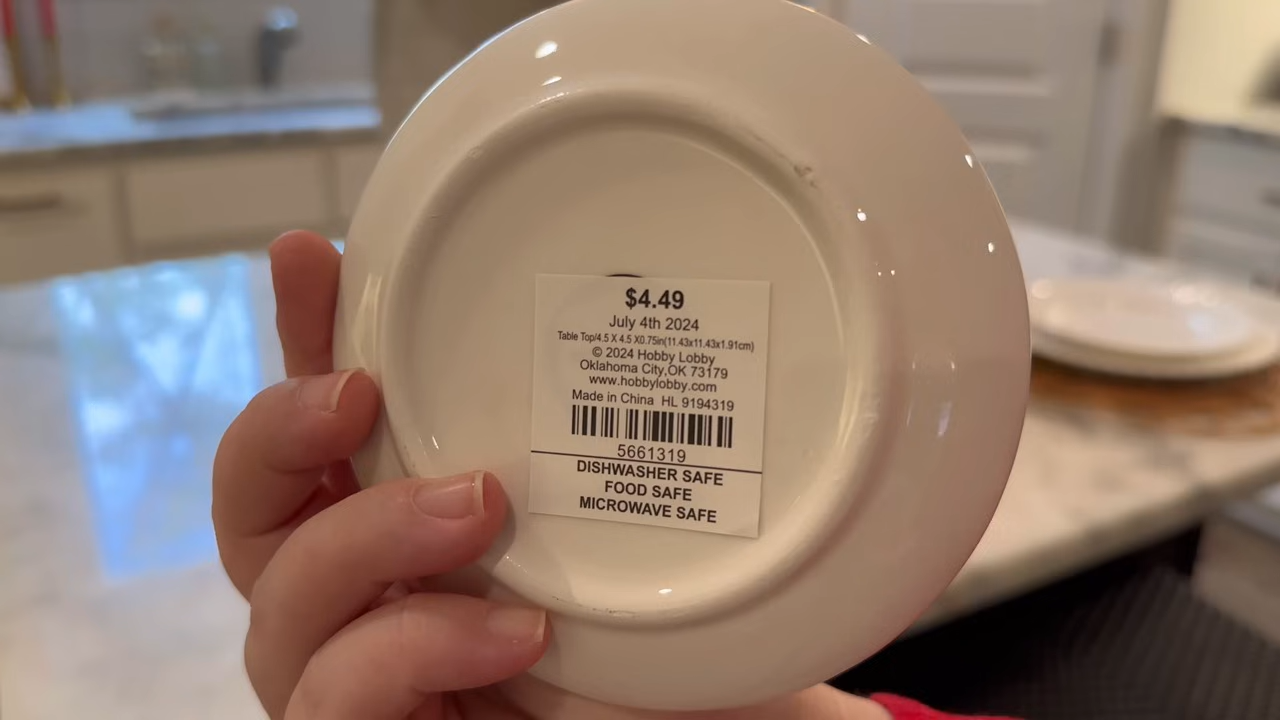 $4.49
July 4th 2024
Table Top/4.5 X 4.5 X0.75in(11.43x11.43x1.91cm)
© 2024 Hobby Lobby
Oklahoma City,OK 73179
www.hobbylobby.com
Made in China HL 9194319
5661319
DISHWASHER SAFE
FOOD SAFE
MICROWAVE SAFE